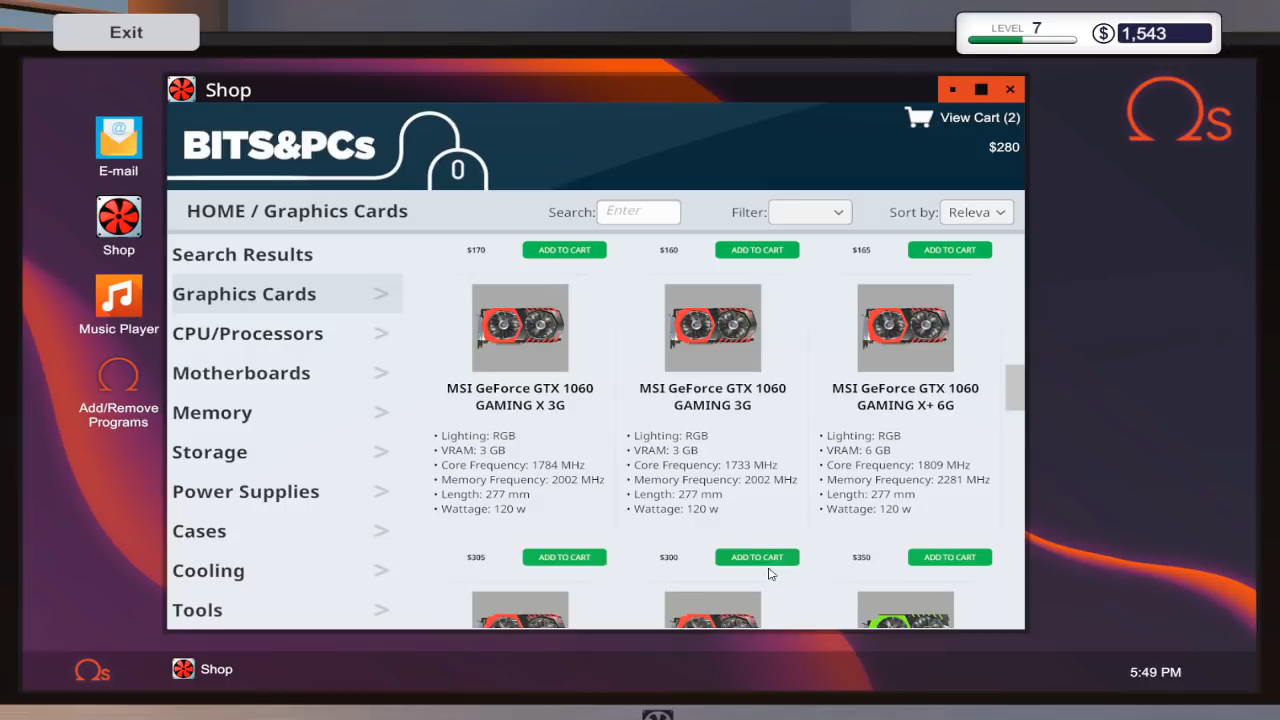 Exit
LEVEL 7
$ 1,543
Shop
BITS&PCs
View Cart (2)
$280
HOME / Graphics Cards
Search: Enter
Filter:
Sort by: Releva
E-mail
Shop
Music Player
Add/Remove
Programs
Search Results
Graphics Cards >
CPU/Processors >
Motherboards >
Memory >
Storage >
Power Supplies >
Cases >
Cooling >
Tools >
$170 ADD TO CART
$160 ADD TO CART
$165 ADD TO CART
MSI GeForce GTX 1060
GAMING X 3G
• Lighting: RGB
• VRAM: 3 GB
• Core Frequency: 1784 MHz
• Memory Frequency: 2002 MHz
• Length: 277 mm
• Wattage: 120 w
$305 ADD TO CART
MSI GeForce GTX 1060
GAMING 3G
• Lighting: RGB
• VRAM: 3 GB
• Core Frequency: 1733 MHz
• Memory Frequency: 2002 MHz
• Length: 277 mm
• Wattage: 120 w
$300 ADD TO CART
MSI GeForce GTX 1060
GAMING X+ 6G
• Lighting: RGB
• VRAM: 6 GB
• Core Frequency: 1809 MHz
• Memory Frequency: 2281 MHz
• Length: 277 mm
• Wattage: 120 w
$350 ADD TO CART
Ωs
Ωs
Shop
5:49 PM